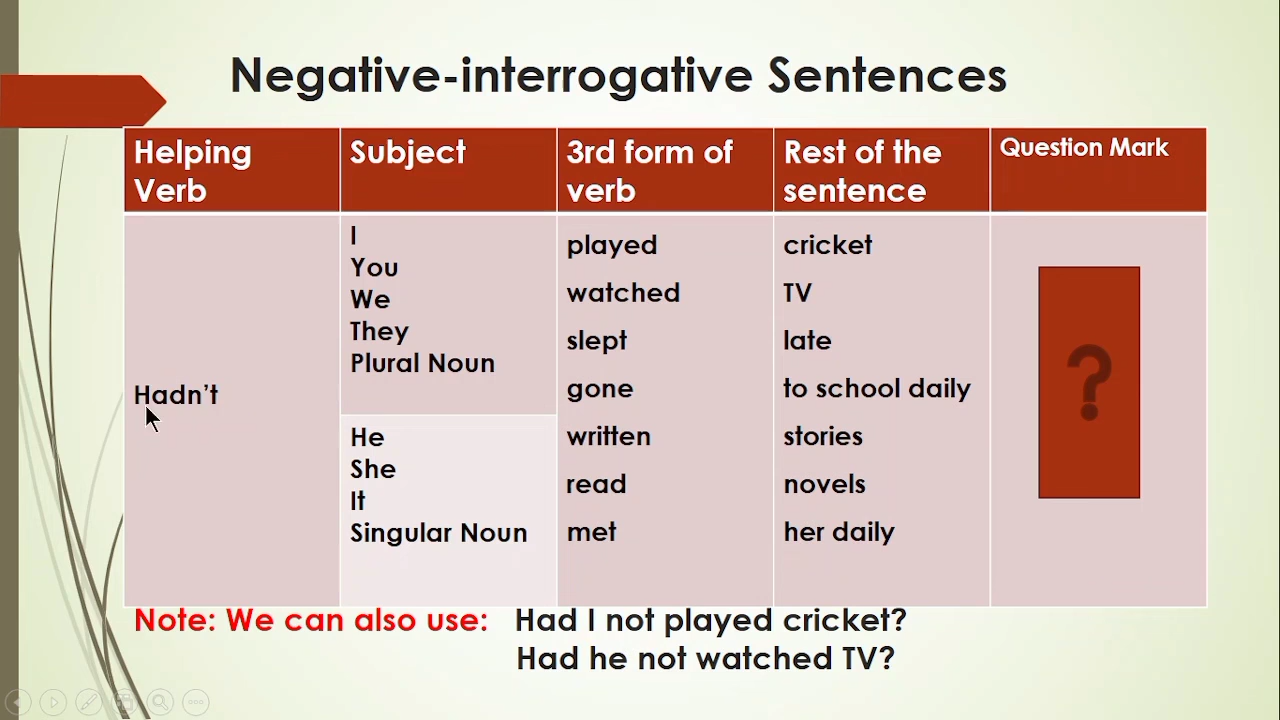 Negative-interrogative Sentences
Helping
Verb
Subject
3rd form of
verb
Rest of the
sentence
Question Mark
Hadn’t
I
You
We
They
Plural Noun
He
She
It
Singular Noun
played
watched
slept
gone
written
read
met
cricket
TV
late
to school daily
stories
novels
her daily
?
Note: We can also use: Had I not played cricket?
Had he not watched TV?